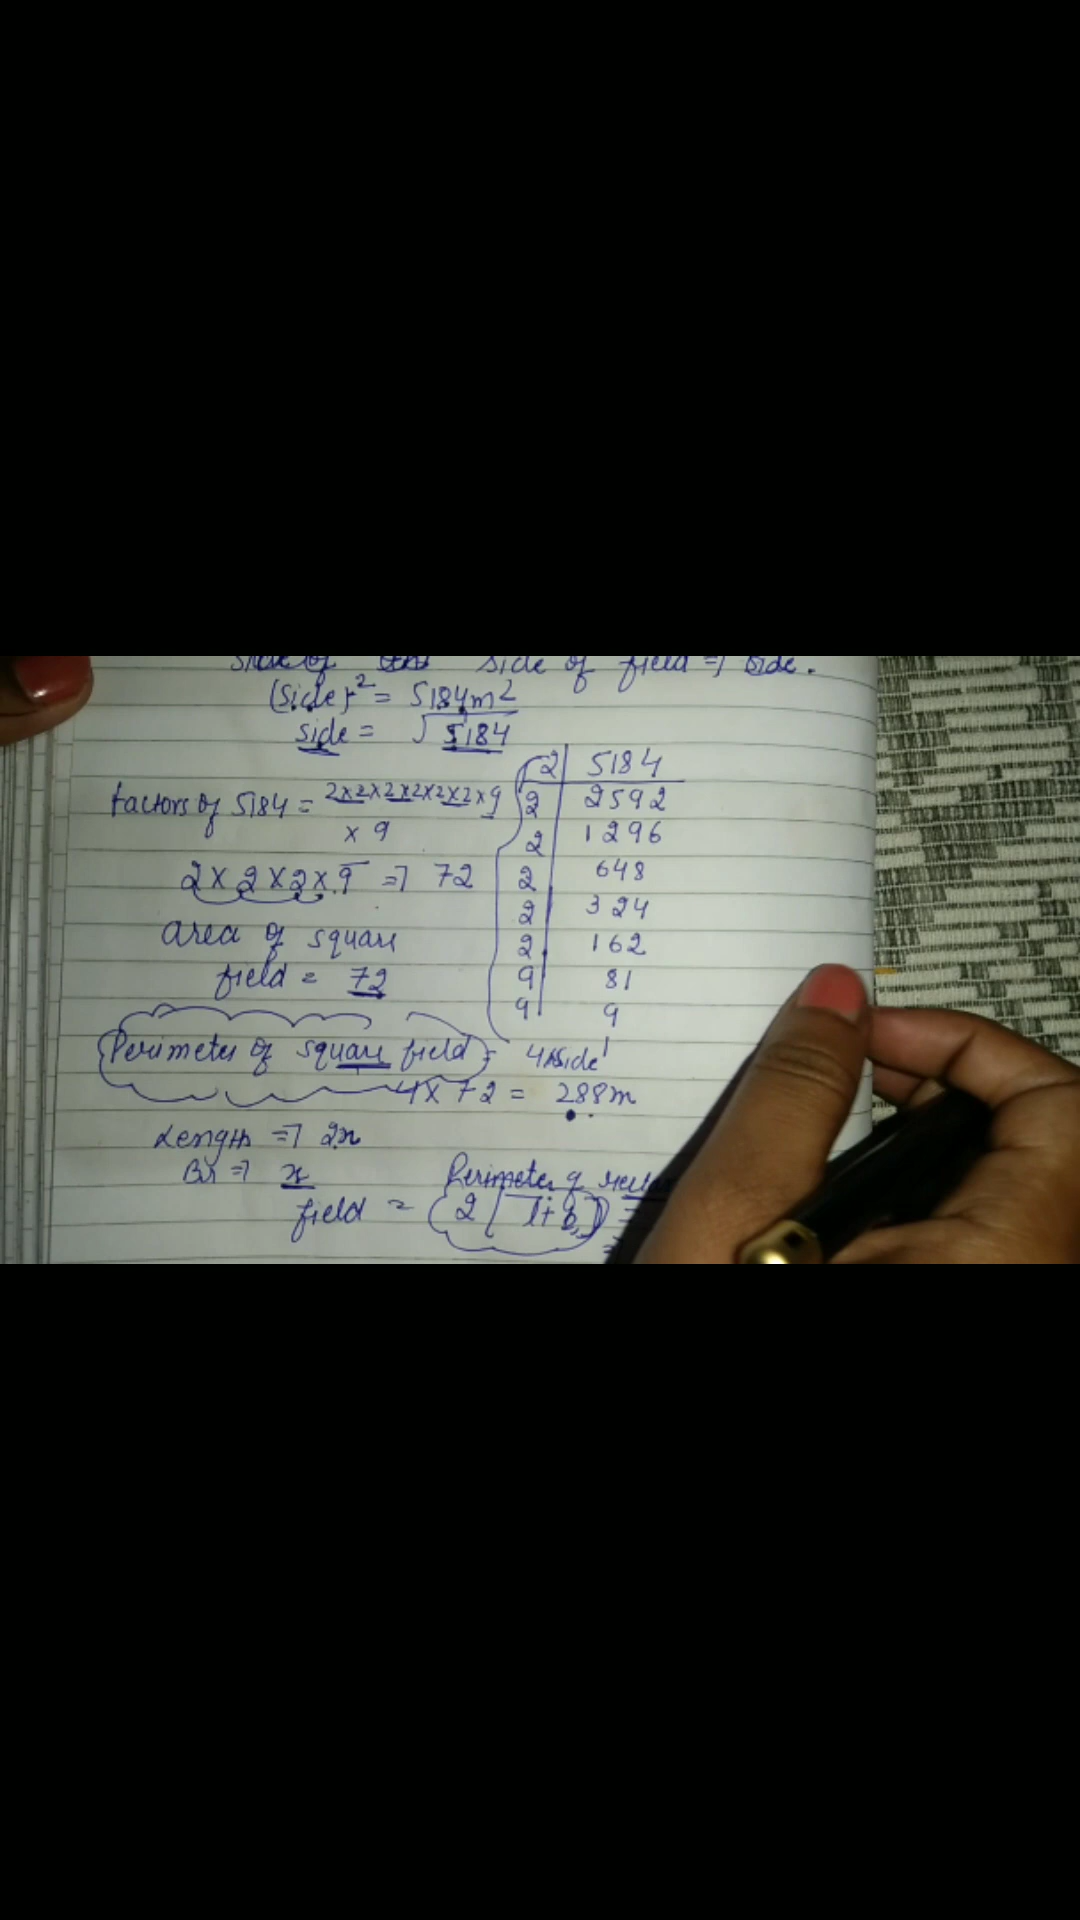 side of field ⇒ side.
(side)² = 5184m²
side = √5184
factors of 5184 = 2×2×2×2×2×2×9
× 9
2×2×2×9 ⇒ 72
area of square
field = 72
2 5184
2 2592
2 1296
2 648
2 324
2 162
9 81
9 9
1
Perimeter of square field = 4×side
4×72 = 288m
Length ⇒ 2x
Br ⇒ x
Perimeter of
field = 2[l+b]